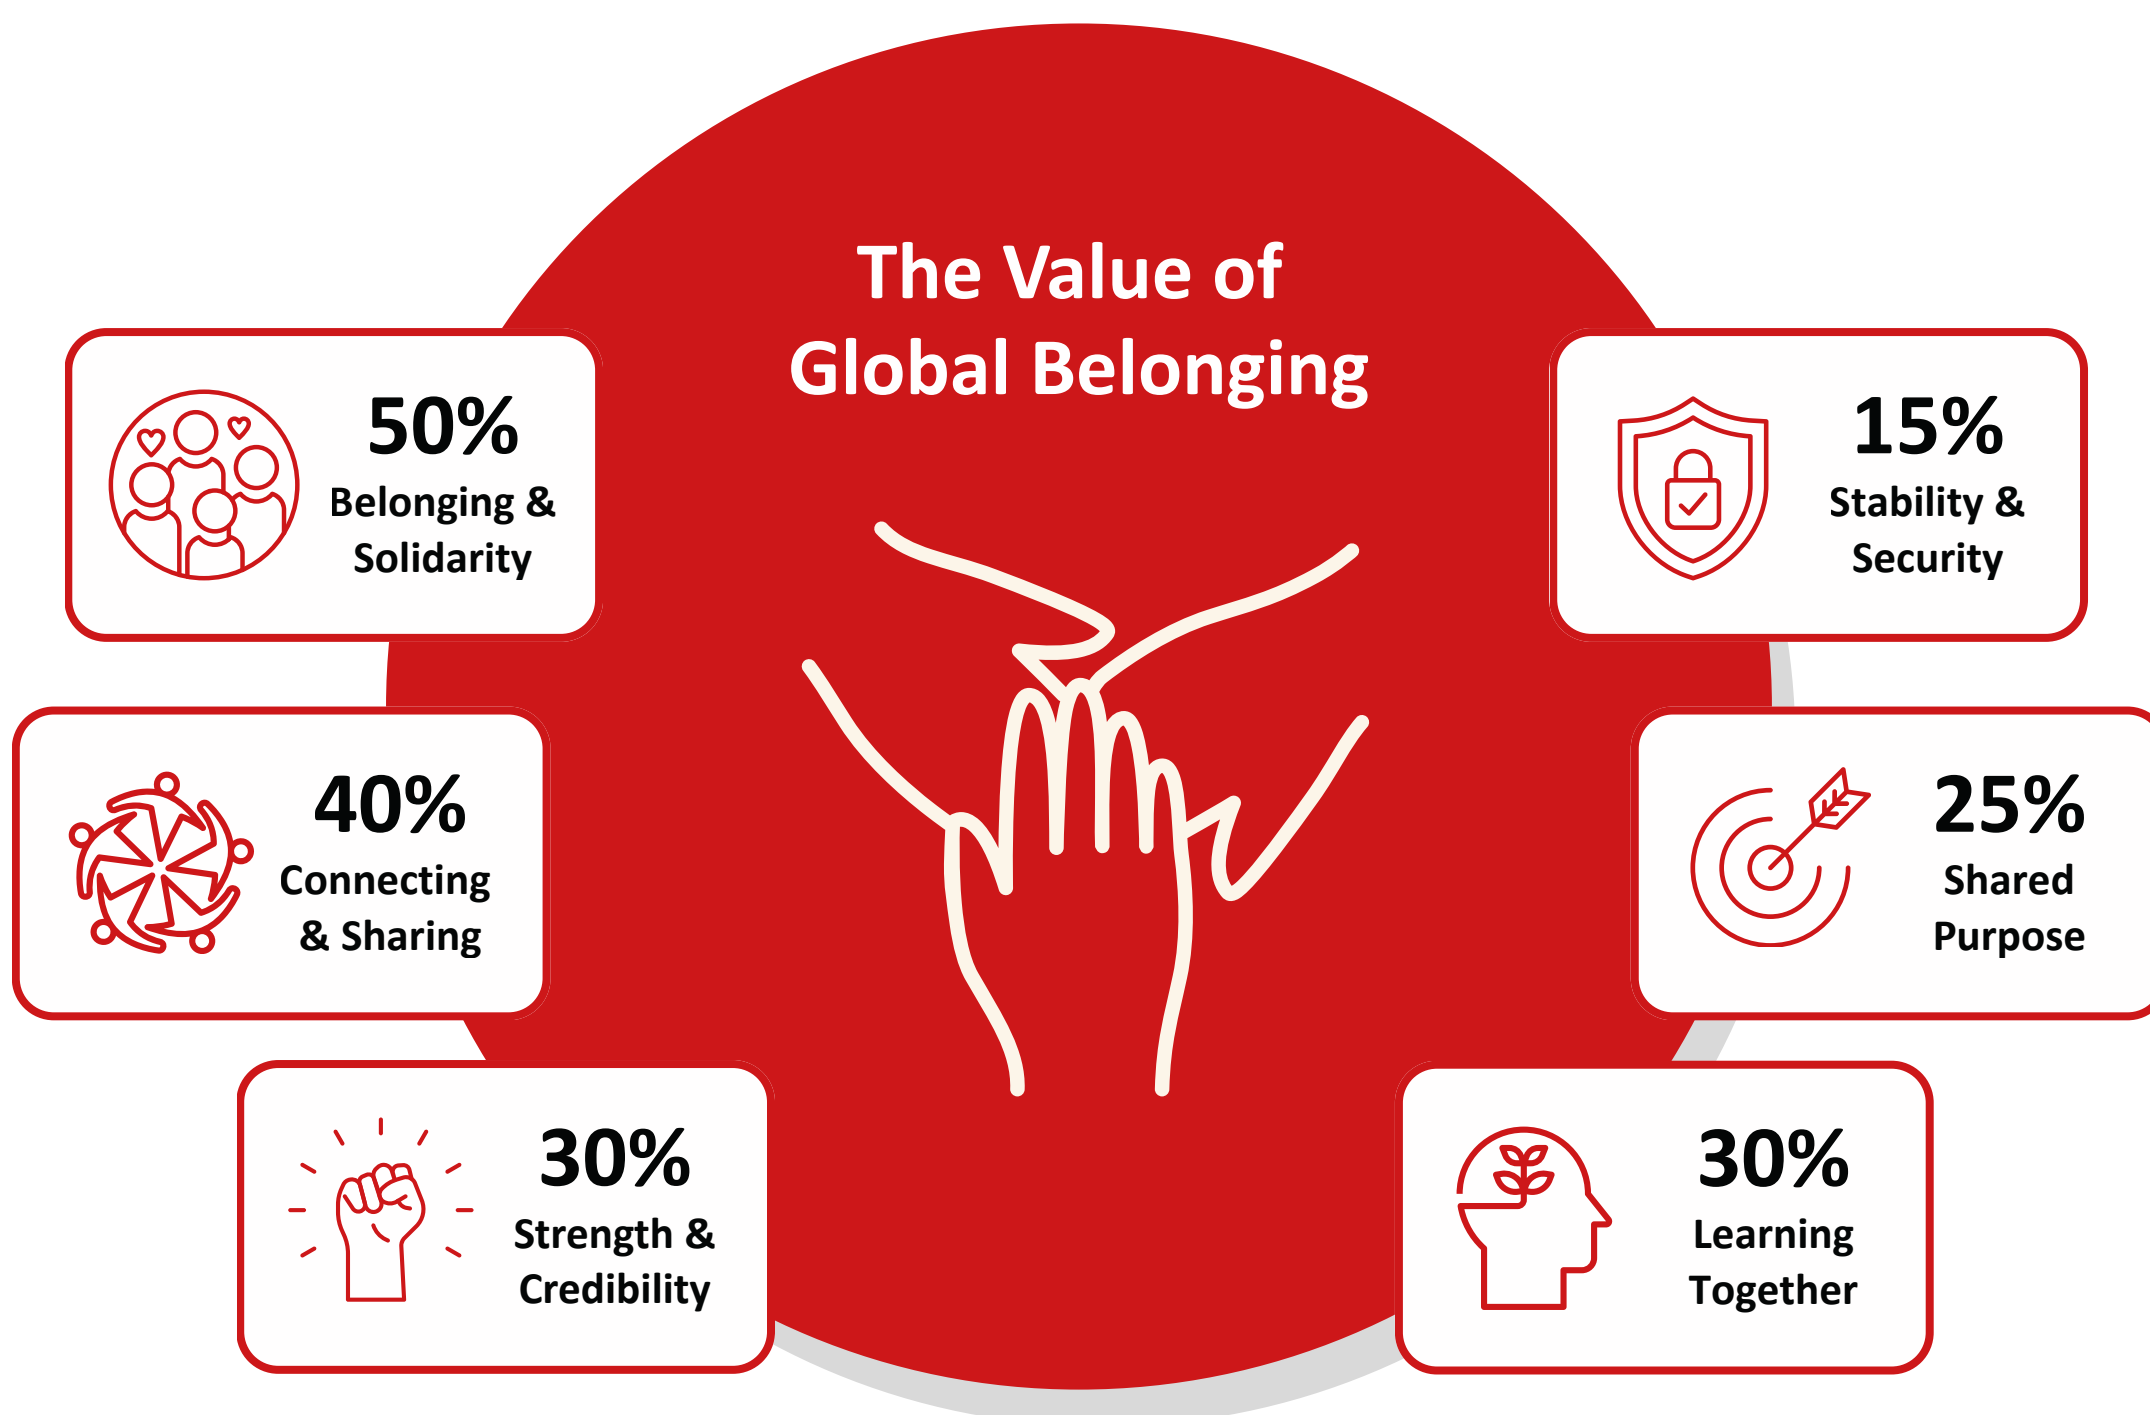 The Value of
Global Belonging
50%
Belonging &
Solidarity
40%
Connecting
& Sharing
30%
Strength &
Credibility
15%
Stability &
Security
25%
Shared
Purpose
30%
Learning
Together